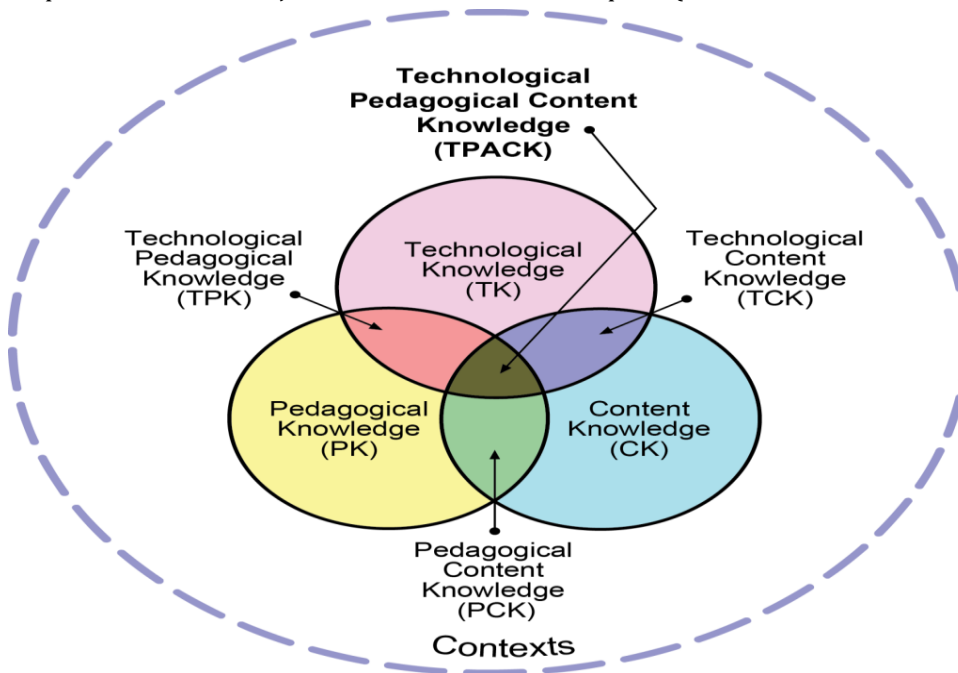 Technological
Pedagogical Content
Knowledge
(TPACK)
Technological
Pedagogical
Knowledge
(TPK)
Technological
Knowledge
(TK)
Technological
Content
Knowledge
(TCK)
Pedagogical
Knowledge
(PK)
Content
Knowledge
(CK)
Pedagogical
Content
Knowledge
(PCK)
Contexts